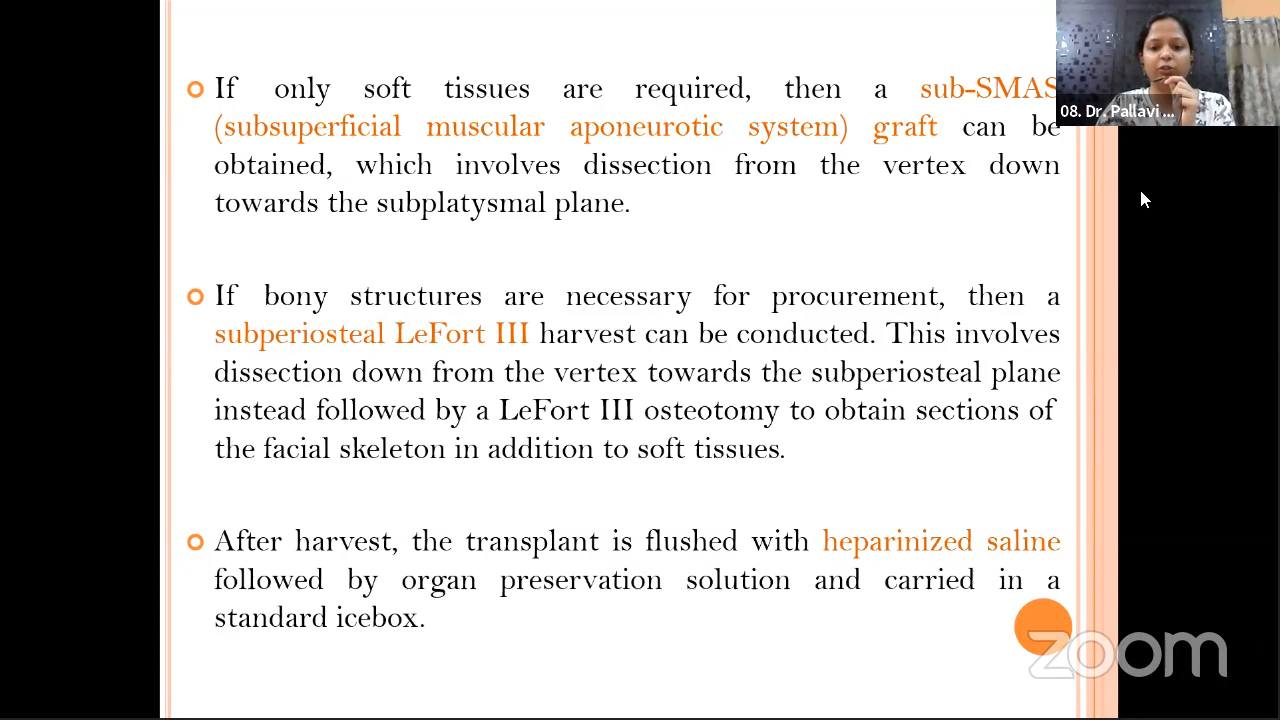 If only soft tissues are required, then a sub-SMAS
(subsuperficial muscular aponeurotic system) graft can be
obtained, which involves dissection from the vertex down
towards the subplatysmal plane.
If bony structures are necessary for procurement, then a
subperiosteal LeFort III harvest can be conducted. This involves
dissection down from the vertex towards the subperiosteal plane
instead followed by a LeFort III osteotomy to obtain sections of
the facial skeleton in addition to soft tissues.
After harvest, the transplant is flushed with heparinized saline
followed by organ preservation solution and carried in a
standard icebox.
08. Dr. Pallavi ...
zoom